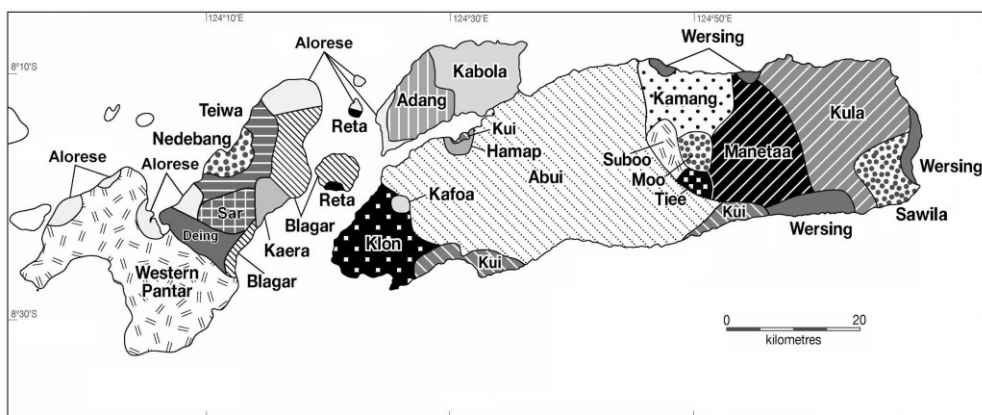 124°10'E
124°30'E
124°50'E
8°10'S
8°30'S
Alorese
Wersing
Kabola
Adang
Teiwa
Reta
Kamang
Kula
Nedebang
Kui
Hamap
Suboo
Manetaa
Alorese
Alorese
Moo
Wersing
Abui
Tiee
Reta
Kafoa
Sar
Blagar
Kui
Sawila
Deing
Kaera
Klon
Wersing
Western
Pantar
Blagar
Kui
0
20
kilometres